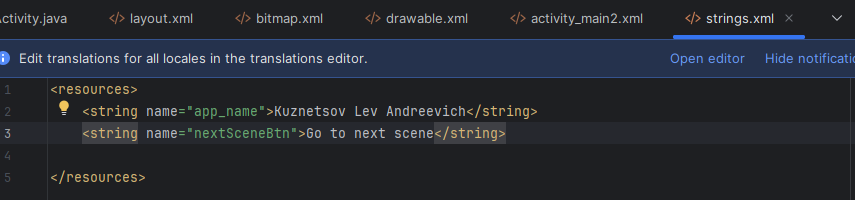 ctivity.java </> layout.xml </> bitmap.xml </> drawable.xml </> activity_main2.xml </> strings.xml ×
Edit translations for all locales in the translations editor. Open editor Hide notificatio
1 <resources>
2 <string name="app_name">Kuznetsov Lev Andreevich</string>
3 <string name="nextSceneBtn">Go to next scene</string>
4
5 </resources>